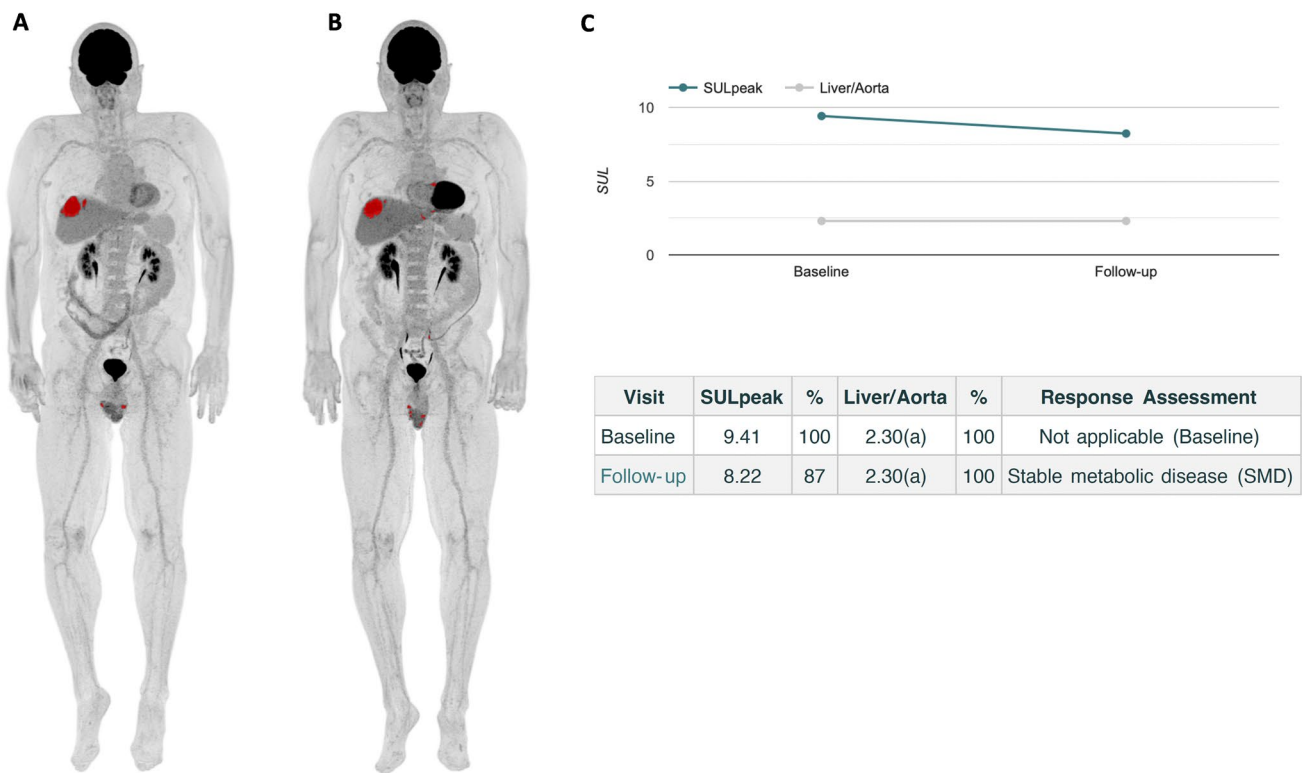 A
B
C
SULpeak Liver/Aorta
10
5
0
SUL
Baseline Follow-up
Visit SULpeak % Liver/Aorta % Response Assessment
Baseline 9.41 100 2.30(a) 100 Not applicable (Baseline)
Follow-up 8.22 87 2.30(a) 100 Stable metabolic disease (SMD)